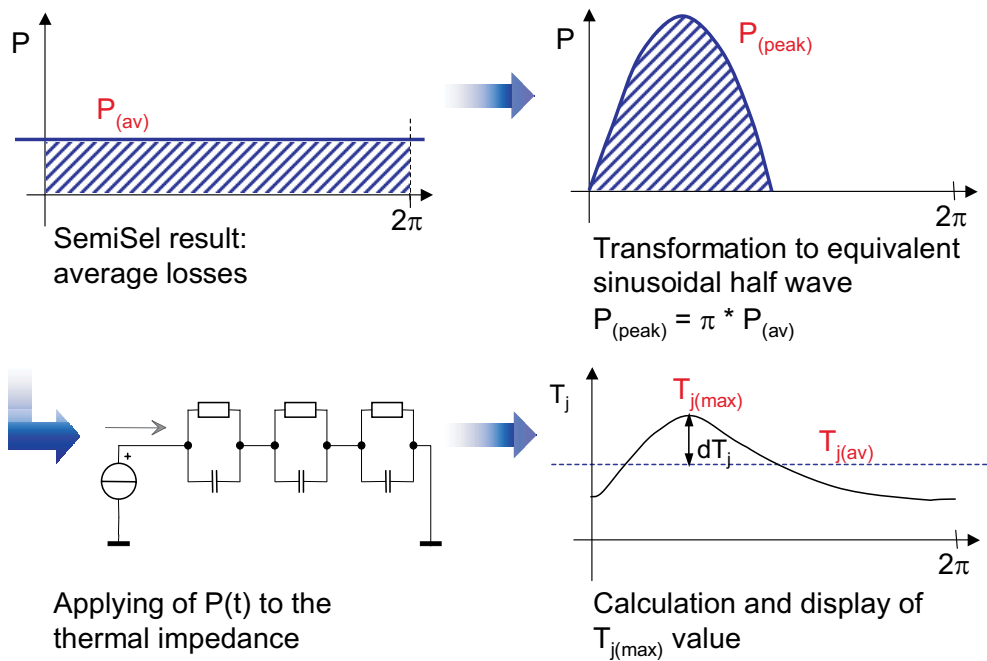 P
P(av)
2π
SemiSel result:
average losses
P
P(peak)
2π
Transformation to equivalent
sinusoidal half wave
P(peak) = π * P(av)
+
Applying of P(t) to the
thermal impedance
Tj
Tj(max)
Tj(av)
dTj
2π
Calculation and display of
Tj(max) value